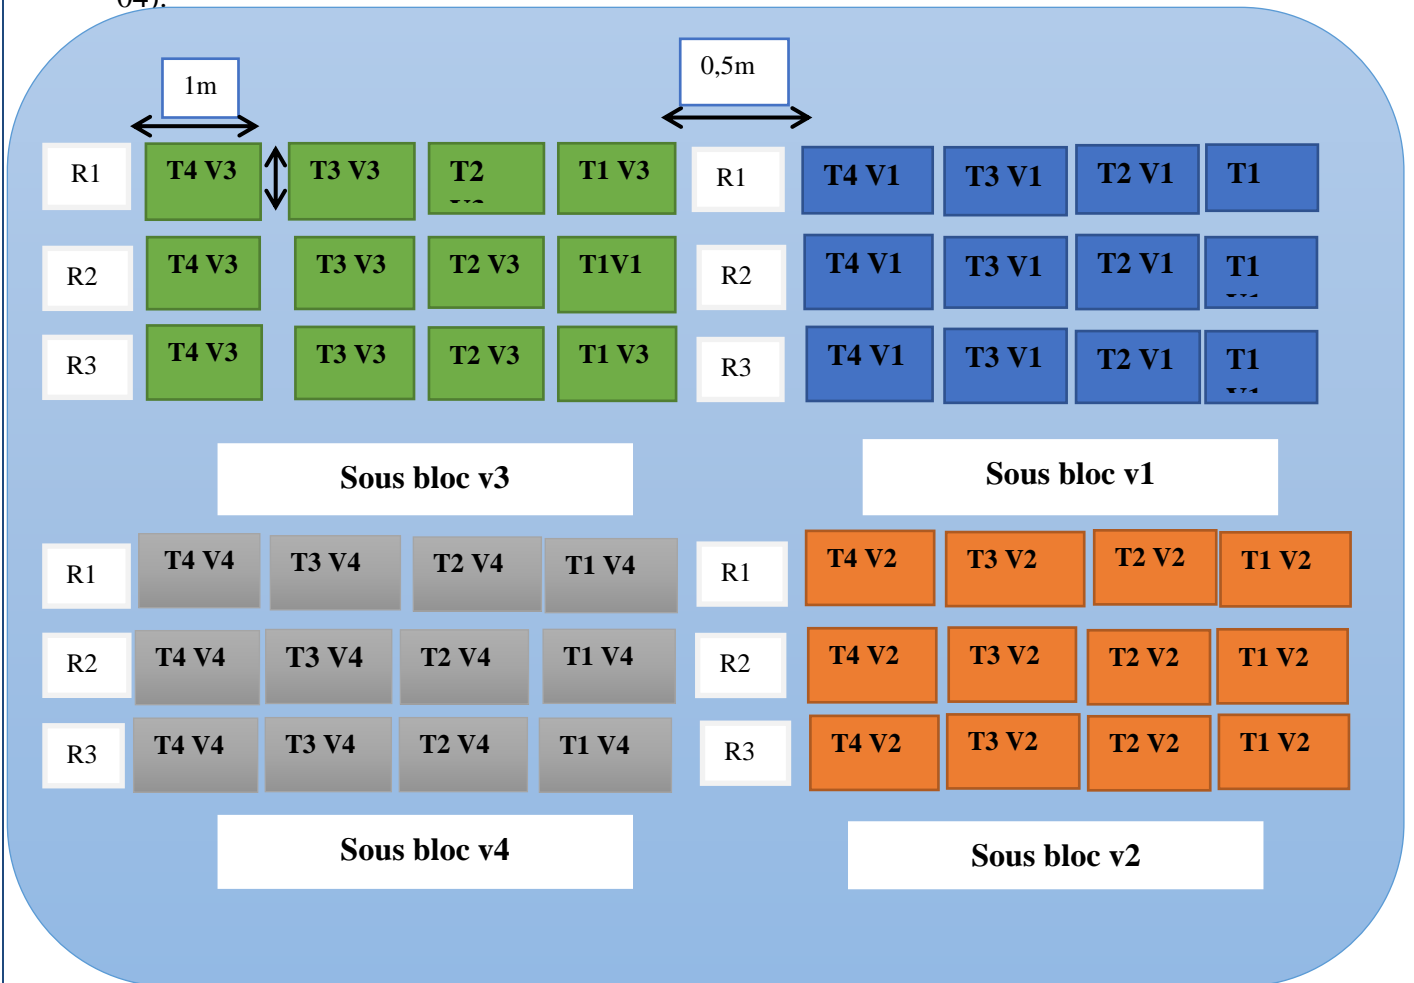 04).
1m
0,5m
R1 T4 V3 T3 V3 T2 T1 V3 R1 T4 V1 T3 V1 T2 V1 T1
R2 T4 V3 T3 V3 T2 V3 T1V1 R2 T4 V1 T3 V1 T2 V1 T1
R3 T4 V3 T3 V3 T2 V3 T1 V3 R3 T4 V1 T3 V1 T2 V1 T1
Sous bloc v3
Sous bloc v1
R1 T4 V4 T3 V4 T2 V4 T1 V4 R1 T4 V2 T3 V2 T2 V2 T1 V2
R2 T4 V4 T3 V4 T2 V4 T1 V4 R2 T4 V2 T3 V2 T2 V2 T1 V2
R3 T4 V4 T3 V4 T2 V4 T1 V4 R3 T4 V2 T3 V2 T2 V2 T1 V2
Sous bloc v4
Sous bloc v2